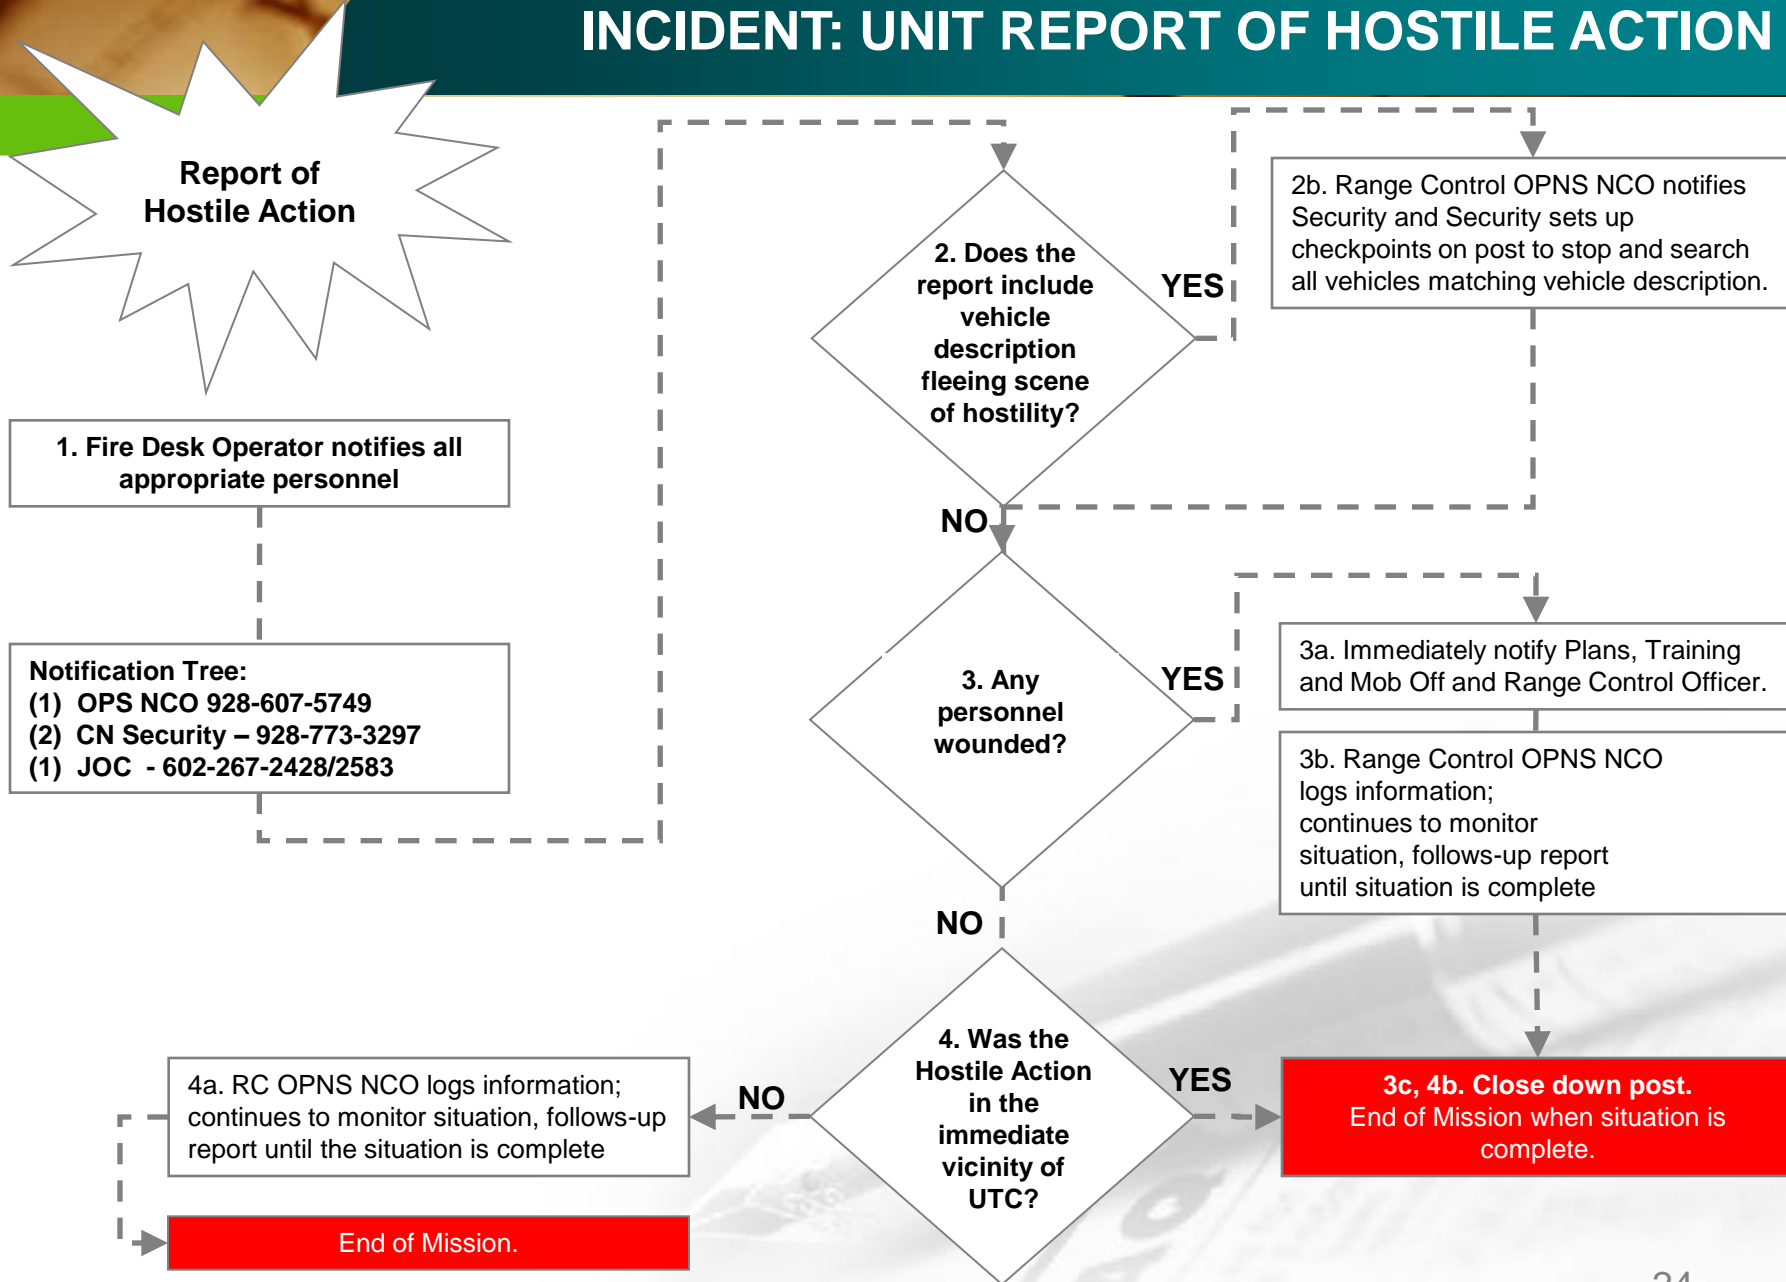 INCIDENT: UNIT REPORT OF HOSTILE ACTION
Report of
Hostile Action
1. Fire Desk Operator notifies all
appropriate personnel
Notification Tree:
(1) OPS NCO 928-607-5749
(2) CN Security – 928-773-3297
(1) JOC - 602-267-2428/2583
2. Does the
report include
vehicle
description
fleeing scene
of hostility?
YES
2b. Range Control OPNS NCO notifies
Security and Security sets up
checkpoints on post to stop and search
all vehicles matching vehicle description.
NO
3. Any
personnel
wounded?
YES
3a. Immediately notify Plans, Training
and Mob Off and Range Control Officer.
3b. Range Control OPNS NCO
logs information;
continues to monitor
situation, follows-up report
until situation is complete
NO
4. Was the
Hostile Action
in the
immediate
vicinity of
UTC?
YES
3c, 4b. Close down post.
End of Mission when situation is
complete.
NO
4a. RC OPNS NCO logs information;
continues to monitor situation, follows-up
report until the situation is complete
End of Mission.